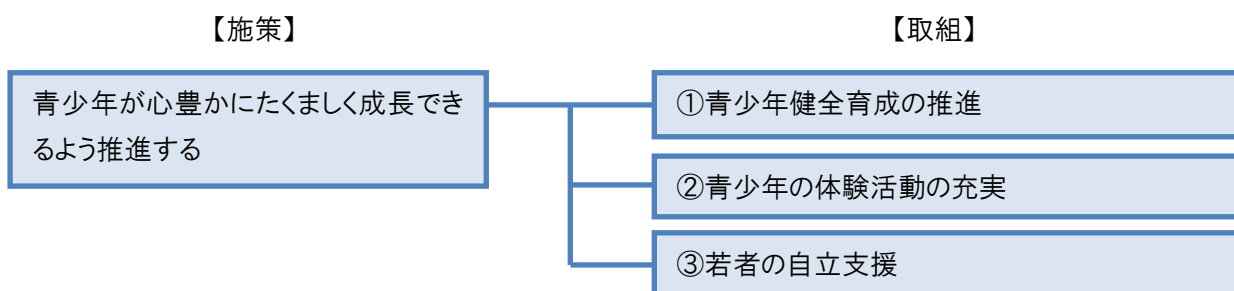 【施策】
【取組】
青少年が心豊かにたくましく成長でき
るよう推進する
①青少年健全育成の推進
②青少年の体験活動の充実
③若者の自立支援